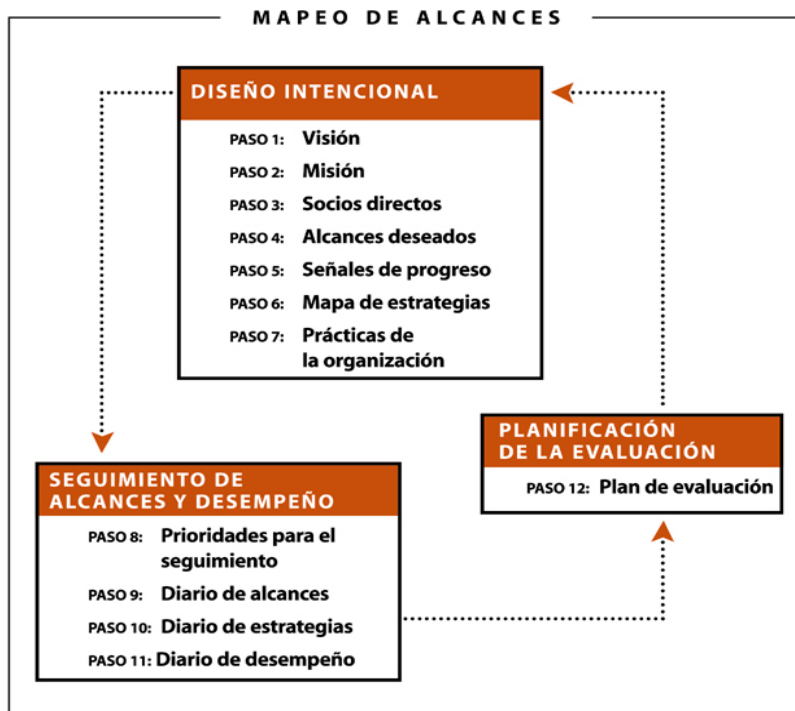 MAPEO DE ALCANCES
DISEÑO INTENCIONAL
PASO 1: Visión
PASO 2: Misión
PASO 3: Socios directos
PASO 4: Alcances deseados
PASO 5: Señales de progreso
PASO 6: Mapa de estrategias
PASO 7: Prácticas de
la organización
SEGUIMIENTO DE
ALCANCES Y DESEMPEÑO
PASO 8: Prioridades para el
seguimiento
PASO 9: Diario de alcances
PASO 10: Diario de estrategias
PASO 11: Diario de desempeño
PLANIFICACIÓN
DE LA EVALUACIÓN
PASO 12: Plan de evaluación